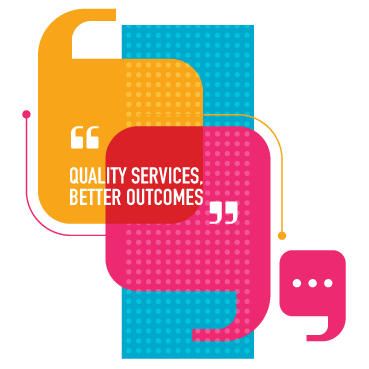 “QUALITY SERVICES,
BETTER OUTCOMES”